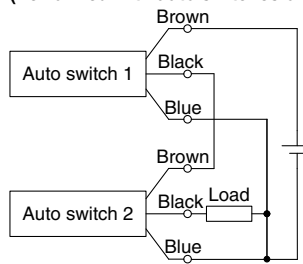 Brown
Auto switch 1
Black
Blue
Brown
Auto switch 2
Black Load
Blue